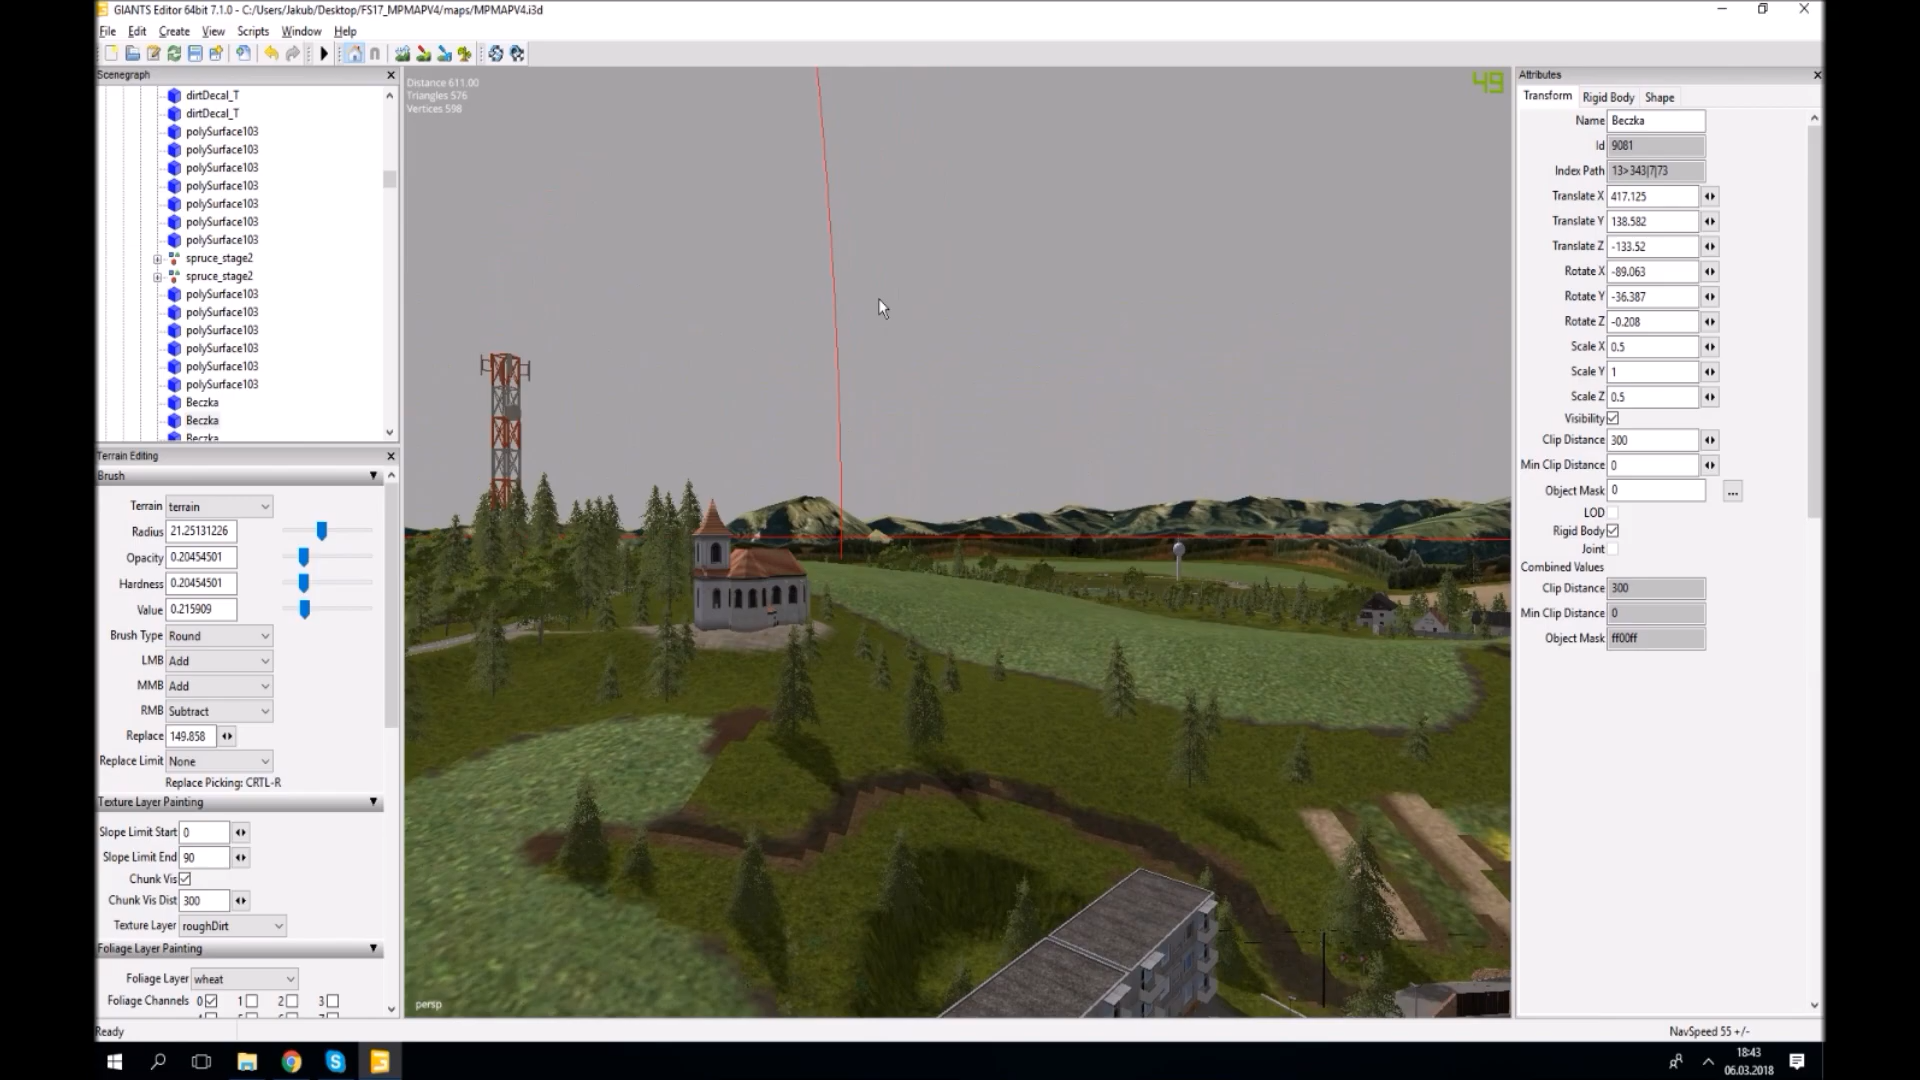 GIANTS Editor 64bit 7.1.0 - C:/Users/Jakub/Desktop/FS17_MPMAPV4/maps/MPMAPV4.i3d
File Edit Create View Scripts Window Help
Scenegraph
dirtDecal_T
dirtDecal_T
polySurface103
polySurface103
polySurface103
polySurface103
polySurface103
polySurface103
polySurface103
spruce_stage2
spruce_stage2
polySurface103
polySurface103
polySurface103
polySurface103
polySurface103
polySurface103
Beczka
Beczka
Beczka
Terrain Editing
Brush
Terrain terrain
Radius 21.25131226
Opacity 0.20454501
Hardness 0.20454501
Value 0.215909
Brush Type Round
LMB Add
MMB Add
RMB Subtract
Replace 149.858
Replace Limit None
Replace Picking: CRTL-R
Texture Layer Painting
Slope Limit Start 0
Slope Limit End 90
Chunk Vis
Chunk Vis Dist 300
Texture Layer roughDirt
Foliage Layer Painting
Foliage Layer wheat
Foliage Channels 0 1 2 3
Ready
Distance 611.00
Triangles 576
Vertices 598
49
persp
Attributes
Transform Rigid Body Shape
Name Beczka
Id 9081
Index Path 13>343|7|73
Translate X 417.125
Translate Y 138.582
Translate Z -133.52
Rotate X -89.063
Rotate Y -36.387
Rotate Z -0.208
Scale X 0.5
Scale Y 1
Scale Z 0.5
Visibility
Clip Distance 300
Min Clip Distance 0
Object Mask 0 ...
LOD
Rigid Body
Joint
Combined Values
Clip Distance 300
Min Clip Distance 0
Object Mask ff00ff
NavSpeed 55 +/-
18:43
06.03.2018